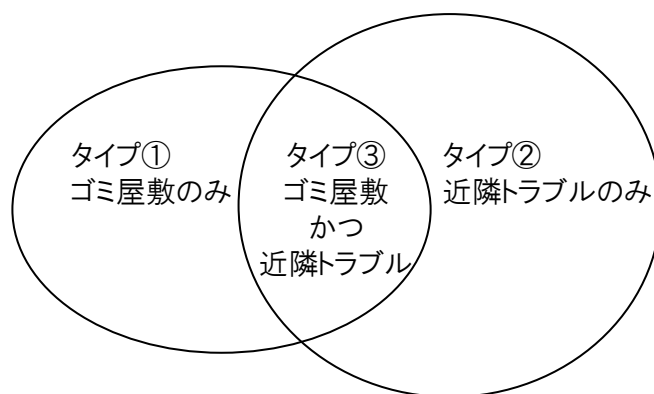 タイプ①
ゴミ屋敷のみ
タイプ③
ゴミ屋敷
かつ
近隣トラブル
タイプ②
近隣トラブルのみ